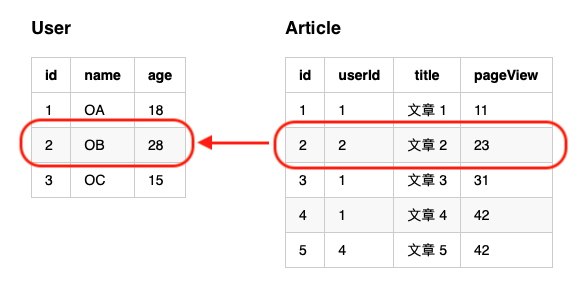 User
id name age
1 OA 18
2 OB 28
3 OC 15
Article
id userId title pageView
1 1 文章 1 11
2 2 文章 2 23
3 1 文章 3 31
4 1 文章 4 42
5 4 文章 5 42